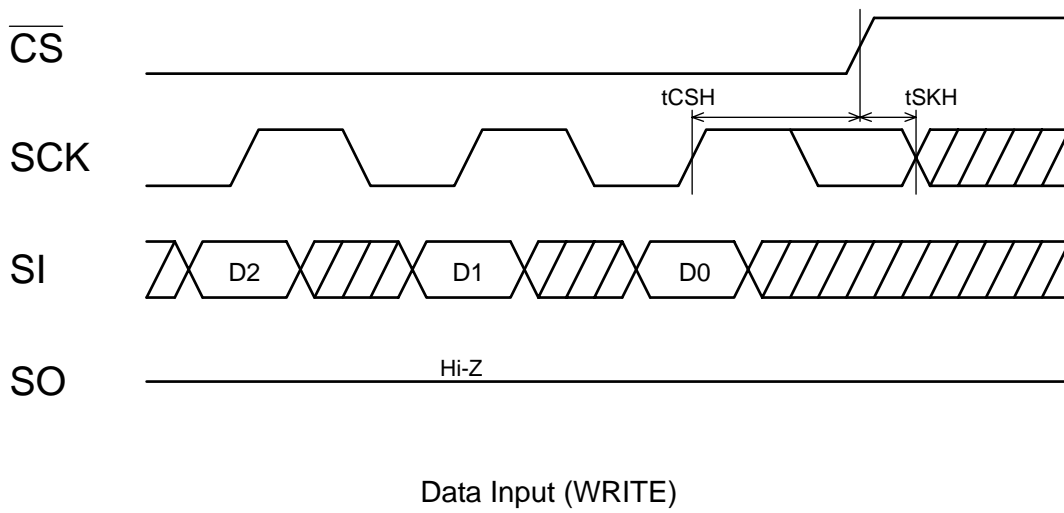 CS
tCSH
tSKH
SCK
SI
D2
D1
D0
Hi-Z
SO
Data Input (WRITE)